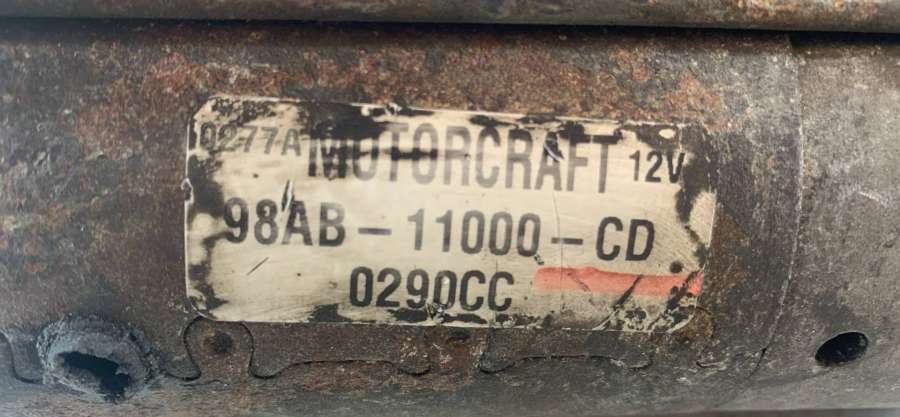 0277A MOTORCRAFT 12V
98AB-11000-CD
0290CC